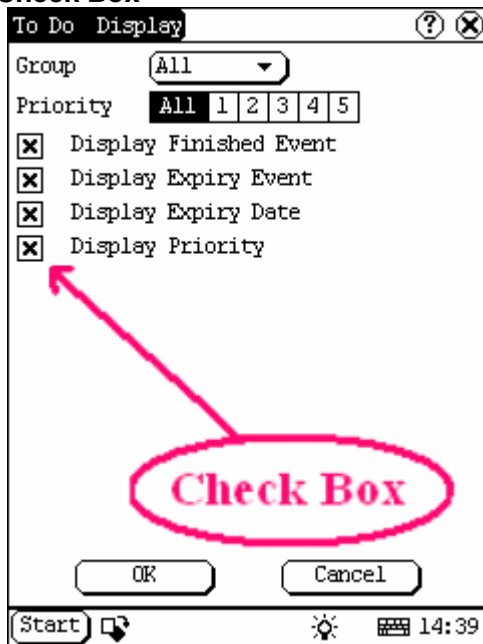 Check Box
To Do Display ?
Group All
Priority All 1 2 3 4 5
Display Finished Event
Display Expiry Event
Display Expiry Date
Display Priority
Check Box
OK Cancel
Start 14:39